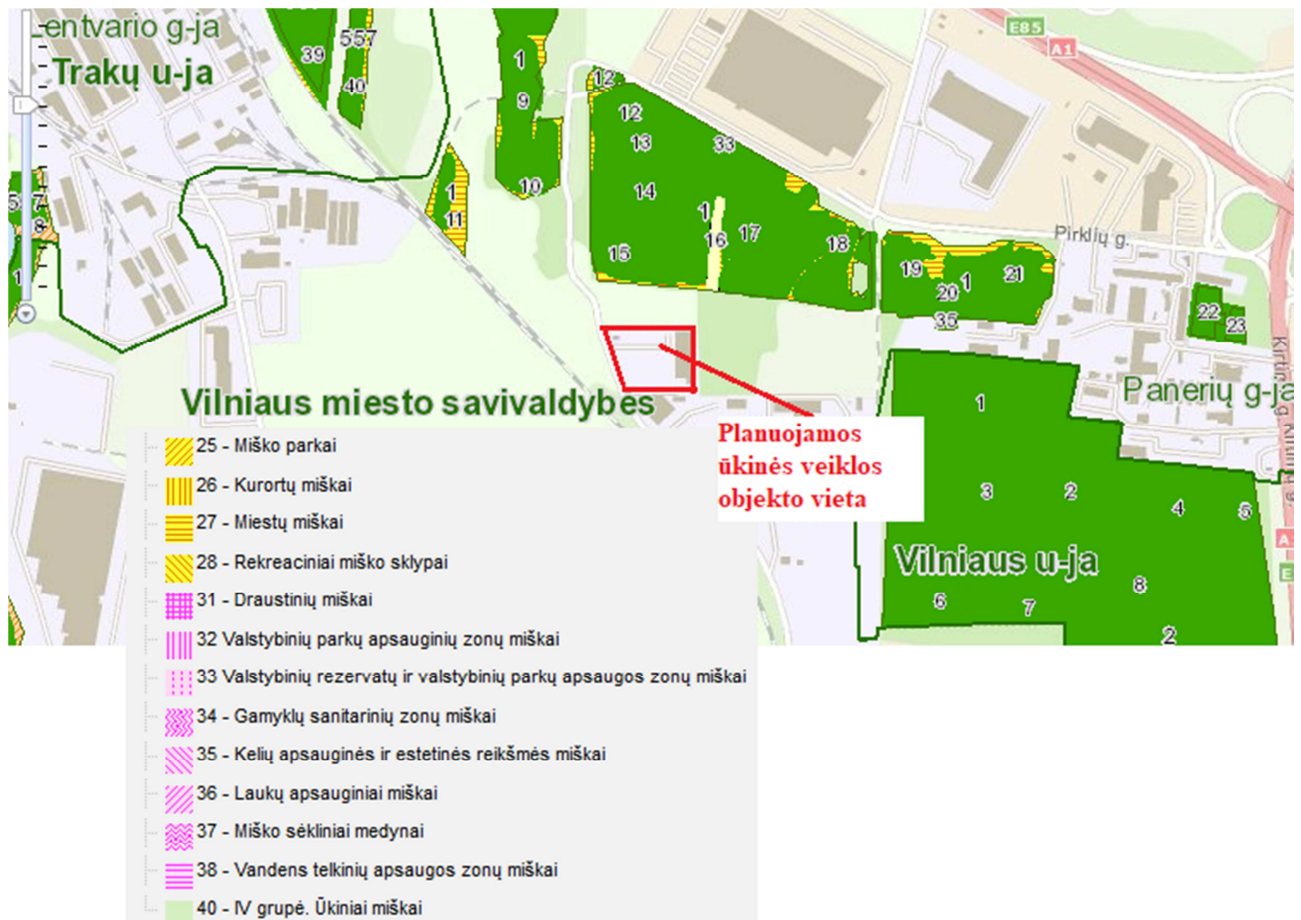 Lentvario g-ja
Trakų u-ja
39
557
40
1
9
10
1
11
12
12
13
14
15
1
16
17
18
33
E85
A1
Pirklių g.
19
20
1
21
35
22
23
Panerių g-ja
Vilniaus miesto savivaldybės
Planuojamos
ūkinės veiklos
objekto vieta
Vilniaus u-ja
1
3
2
4
5
6
7
8
2
7
8
1
25 - Miško parkai
26 - Kurortų miškai
27 - Miestų miškai
28 - Rekreaciniai miško sklypai
31 - Draustinių miškai
32 Valstybinių parkų apsauginių zonų miškai
33 Valstybinių rezervatų ir valstybinių parkų apsaugos zonų miškai
34 - Gamyklų sanitarinių zonų miškai
35 - Kelių apsauginės ir estetinės reikšmės miškai
36 - Laukų apsauginiai miškai
37 - Miško sėkliniai medynai
38 - Vandens telkinių apsaugos zonų miškai
40 - IV grupė. Ūkiniai miškai